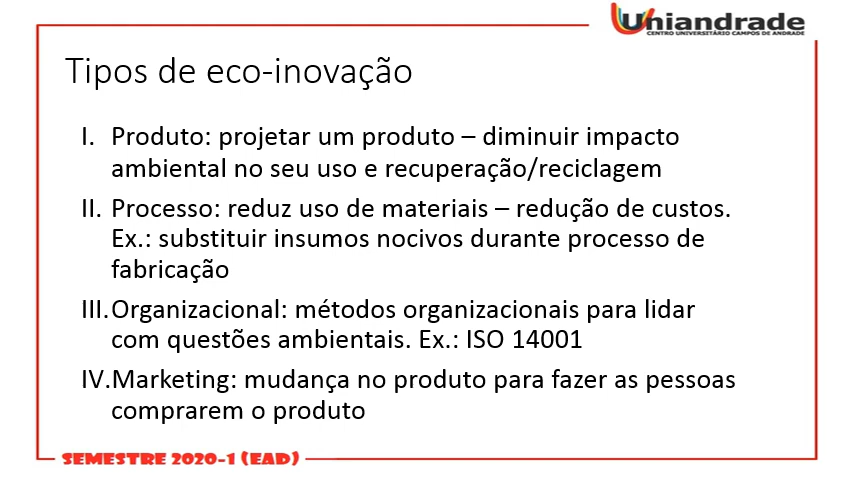 Uniandrade
CENTRO UNIVERSITÁRIO CAMPOS DE ANDRADE
Tipos de eco-inovação
I. Produto: projetar um produto – diminuir impacto
ambiental no seu uso e recuperação/reciclagem
II. Processo: reduz uso de materiais – redução de custos.
Ex.: substituir insumos nocivos durante processo de
fabricação
III.Organizacional: métodos organizacionais para lidar
com questões ambientais. Ex.: ISO 14001
IV.Marketing: mudança no produto para fazer as pessoas
comprarem o produto
SEMESTRE 2020-1 (EAD)